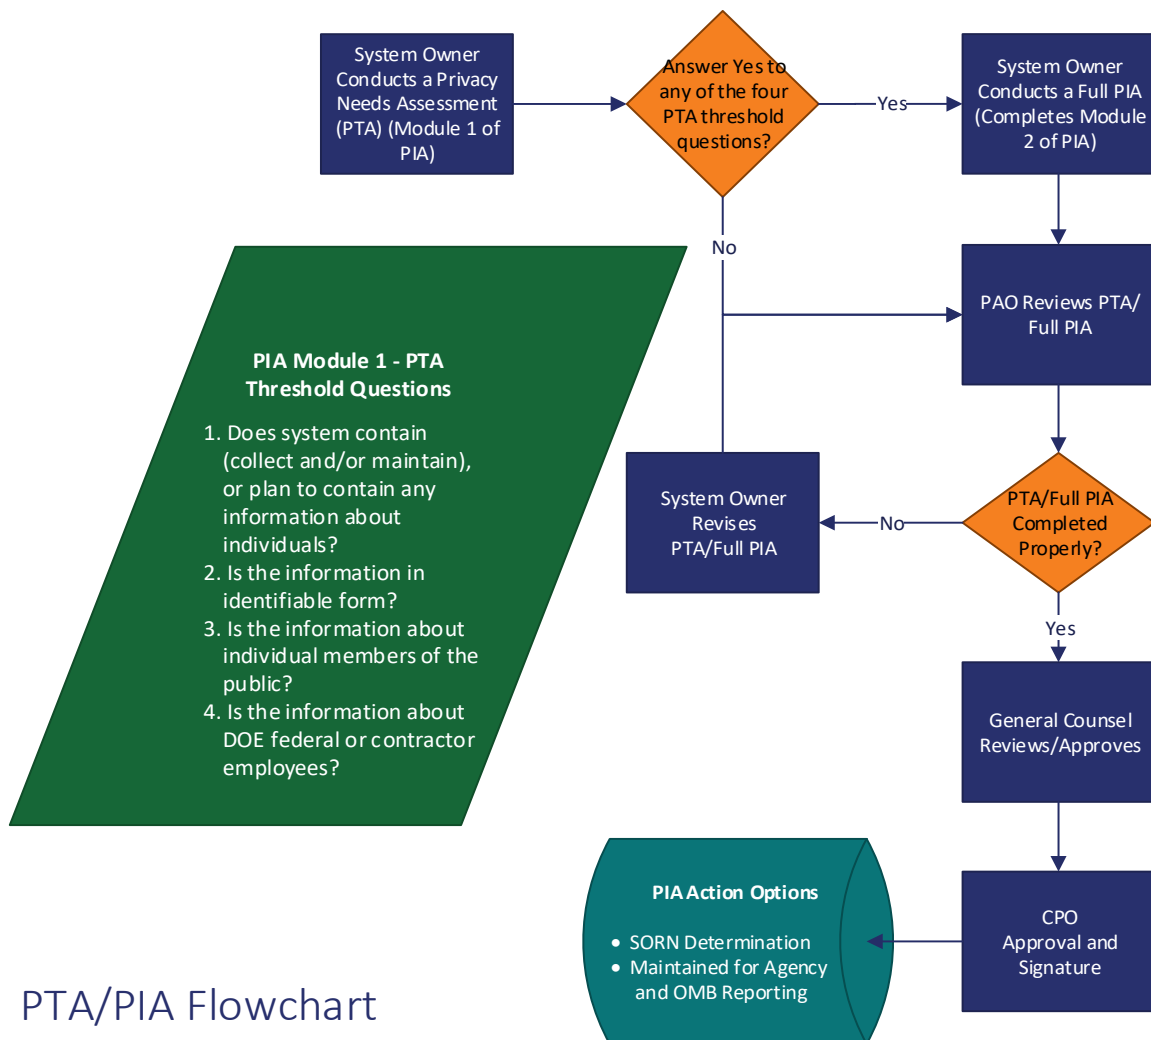 System Owner
Conducts a Privacy
Needs Assessment
(PTA) (Module 1 of
PIA)
Answer Yes to
any of the four
PTA threshold
questions?
Yes
System Owner
Conducts a Full PIA
(Completes Module
2 of PIA)
No
PAO Reviews PTA/
Full PIA
PIA Module 1 - PTA
Threshold Questions
1. Does system contain
(collect and/or maintain),
or plan to contain any
information about
individuals?
2. Is the information in
identifiable form?
3. Is the information about
individual members of the
public?
4. Is the information about
DOE federal or contractor
employees?
System Owner
Revises
PTA/Full PIA
No
PTA/Full PIA
Completed
Properly?
Yes
General Counsel
Reviews/Approves
PIA Action Options
• SORN Determination
• Maintained for Agency
and OMB Reporting
CPO
Approval and
Signature
PTA/PIA Flowchart